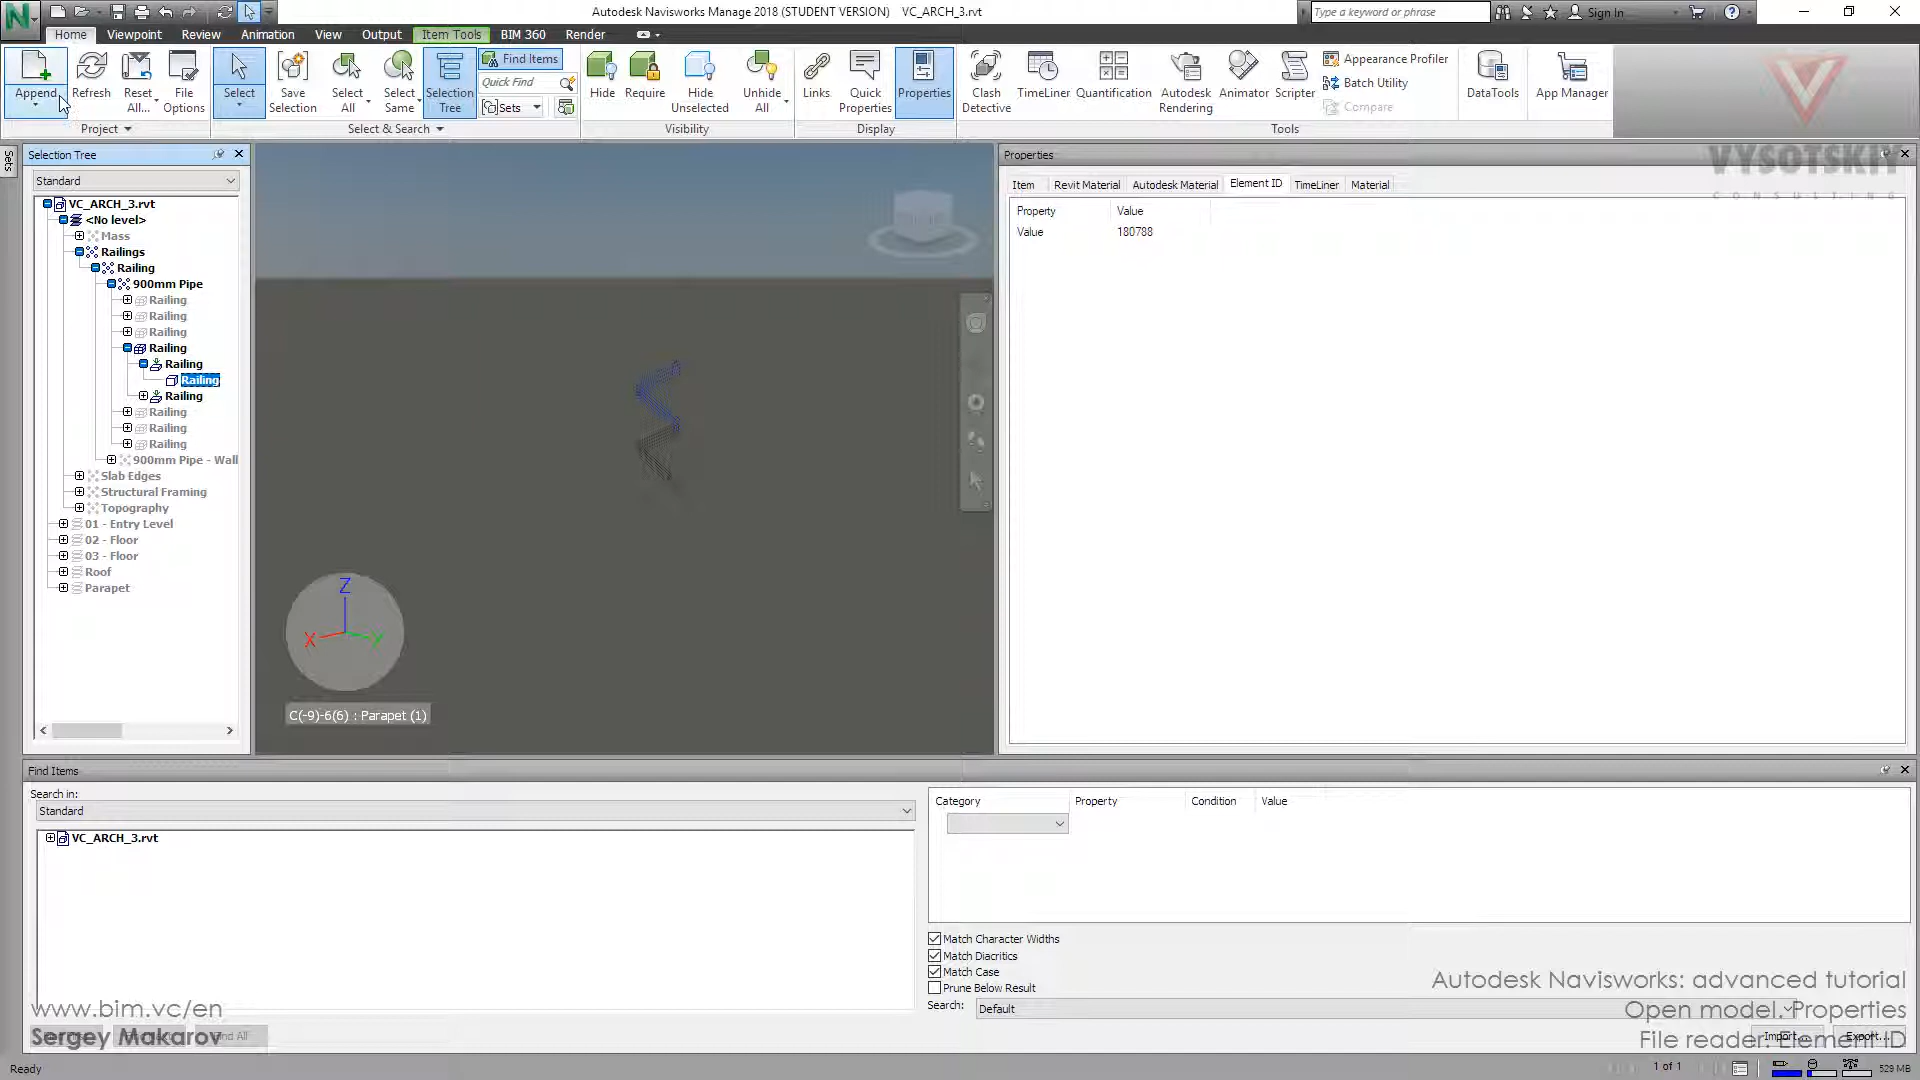 Autodesk Navisworks Manage 2018 (STUDENT VERSION) VC_ARCH_3.rvt
Type a keyword or phrase
Sign In
Home Viewpoint Review Animation View Output Item Tools BIM 360 Render
Append Refresh Reset All... File Options
Project
Select Save Selection Select All Select Same Selection Tree
Find Items
Quick Find
Sets
Select & Search
Hide Require Hide Unselected Unhide All
Visibility
Links Quick Properties Properties
Display
Clash Detective TimeLiner Quantification Autodesk Rendering Animator Scripter
Appearance Profiler
Batch Utility
Compare
Tools
DataTools App Manager
VYSOTSKIY
CONSULTING
Sets
Selection Tree
Standard
VC_ARCH_3.rvt
<No level>
Mass
Railings
Railing
900mm Pipe
Railing
Railing
Railing
Railing
Railing
Railing
Railing
Railing
Railing
Railing
900mm Pipe - Wall
Slab Edges
Structural Framing
Topography
01 - Entry Level
02 - Floor
03 - Floor
Roof
Parapet
Z
X Y
C(-9)-6(6) : Parapet (1)
Properties
Item Revit Material Autodesk Material Element ID TimeLiner Material
Property Value
Value 180788
Find Items
Search in:
Standard
VC_ARCH_3.rvt
Category Property Condition Value
Match Character Widths
Match Diacritics
Match Case
Prune Below Result
Search: Default
Import... Export...
www.bim.vc/en
Sergey Makarov
Find All
Autodesk Navisworks: advanced tutorial
Open model. Properties
File reader. Element ID
Ready
1 of 1
529 MB